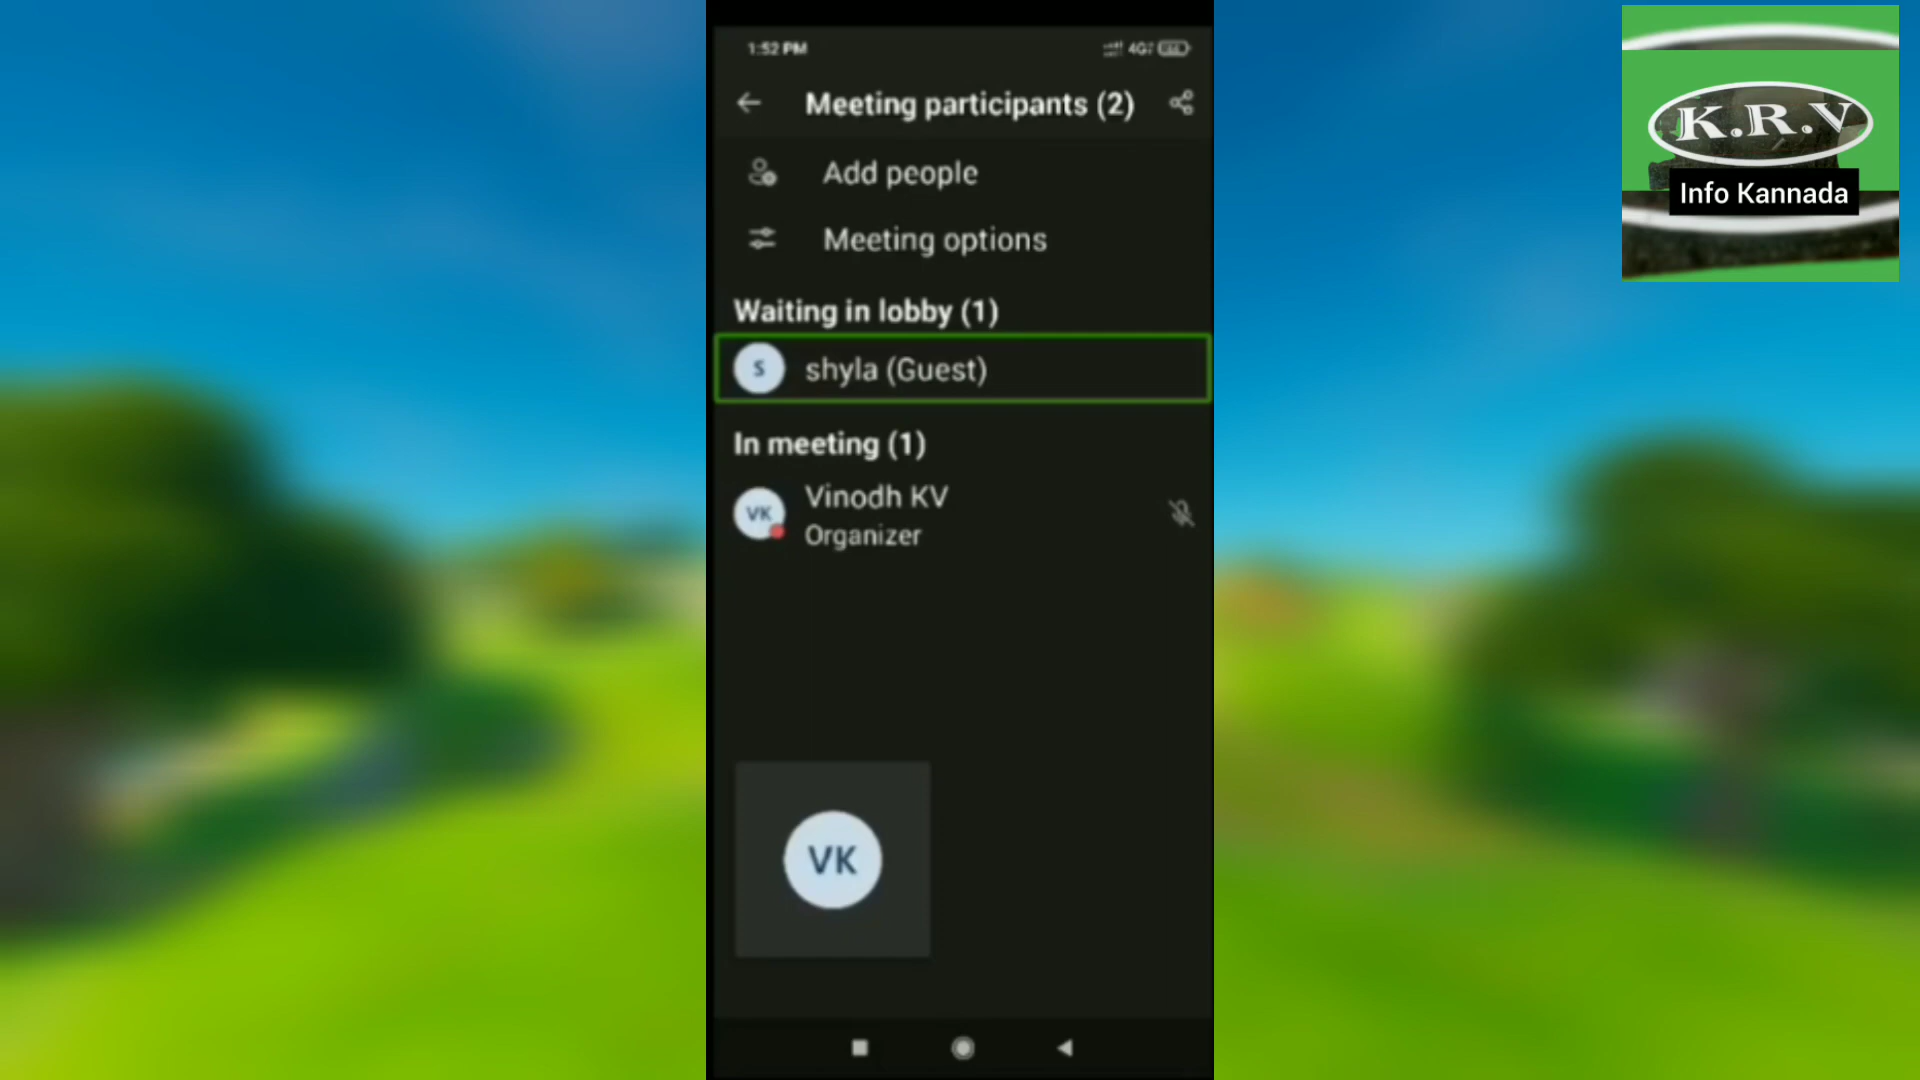 1:52 PM
4G
Meeting participants (2)
Add people
Meeting options
Waiting in lobby (1)
S
shyla (Guest)
In meeting (1)
VK
Vinodh KV
Organizer
VK
K.R.V
Info Kannada